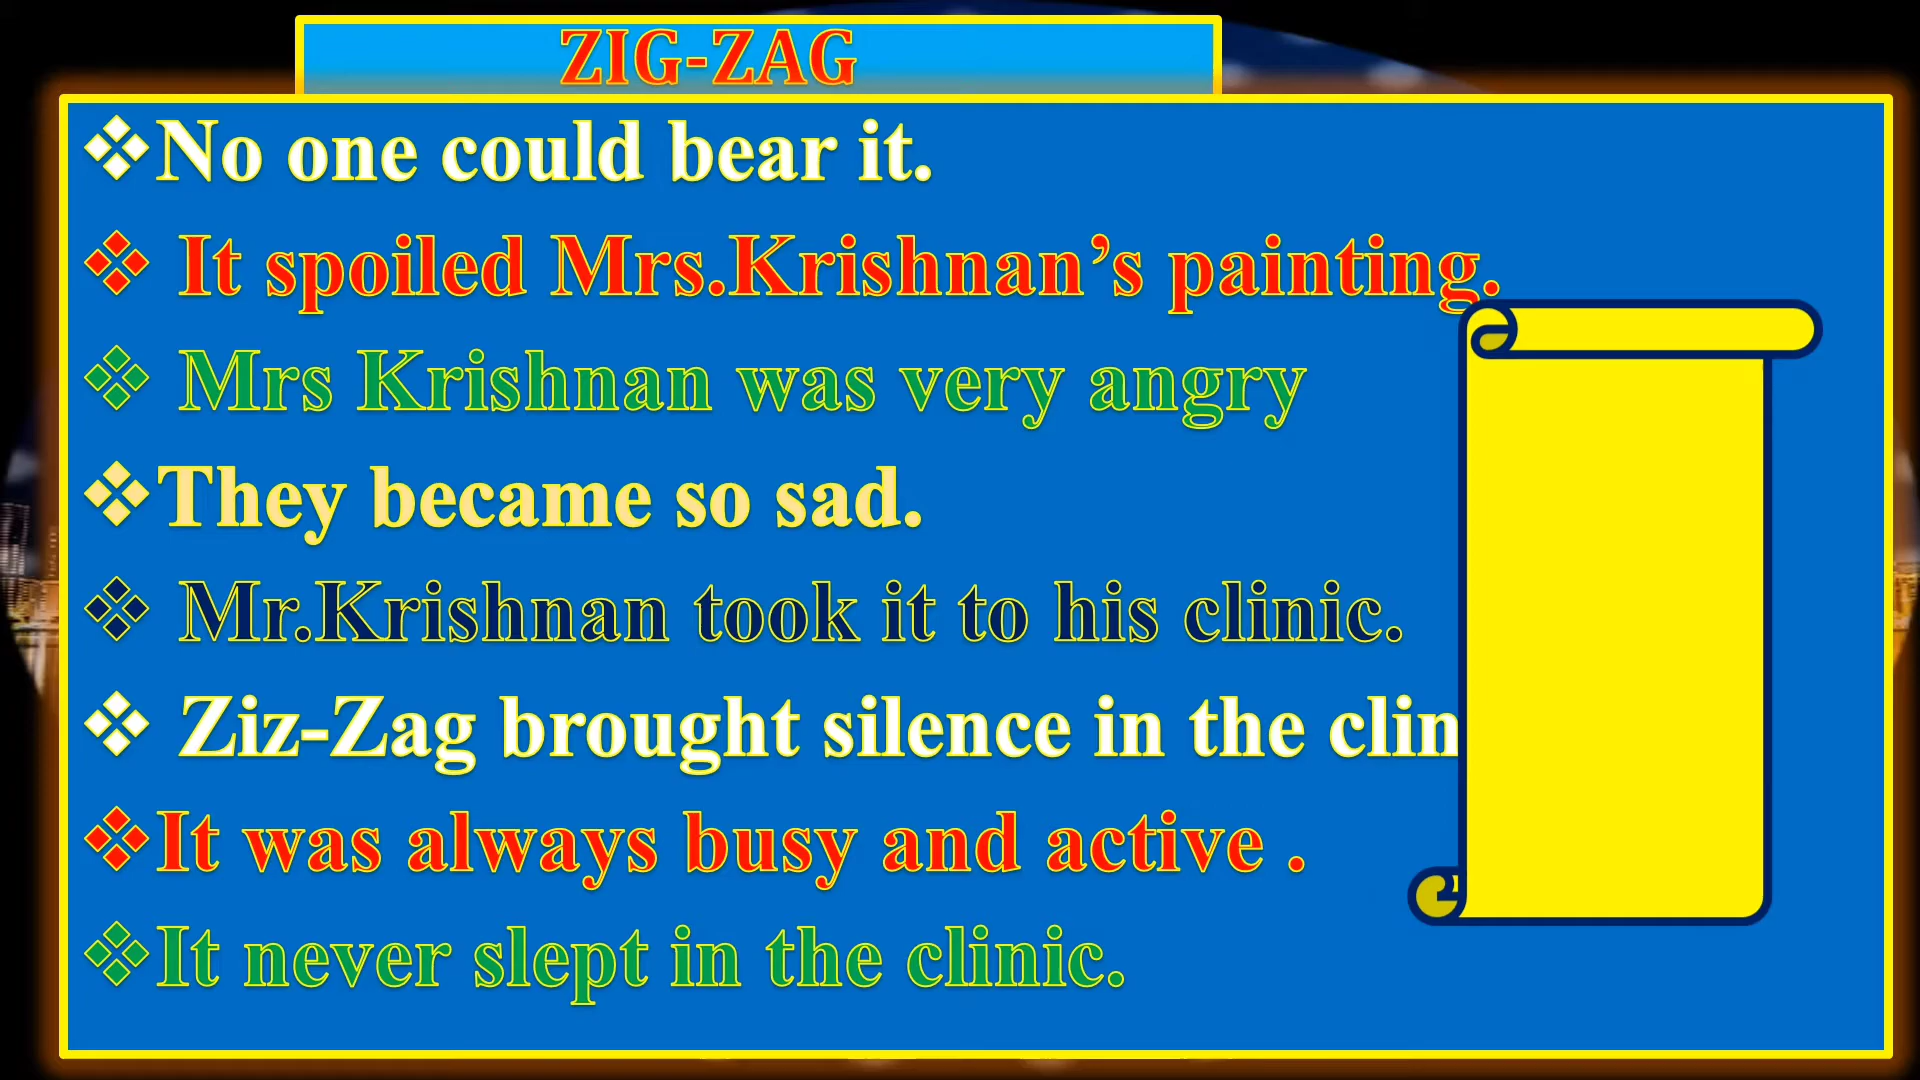 ZIG-ZAG
No one could bear it.
It spoiled Mrs.Krishnan’s painting.
Mrs Krishnan was very angry
They became so sad.
Mr.Krishnan took it to his clinic.
Ziz-Zag brought silence in the clin
It was always busy and active .
It never slept in the clinic.